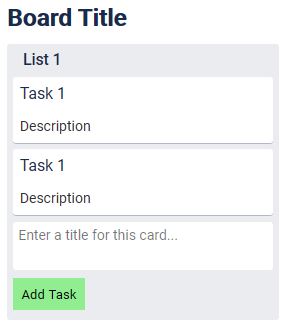 Board Title
List 1
Task 1
Description
Task 1
Description
Enter a title for this card...
Add Task